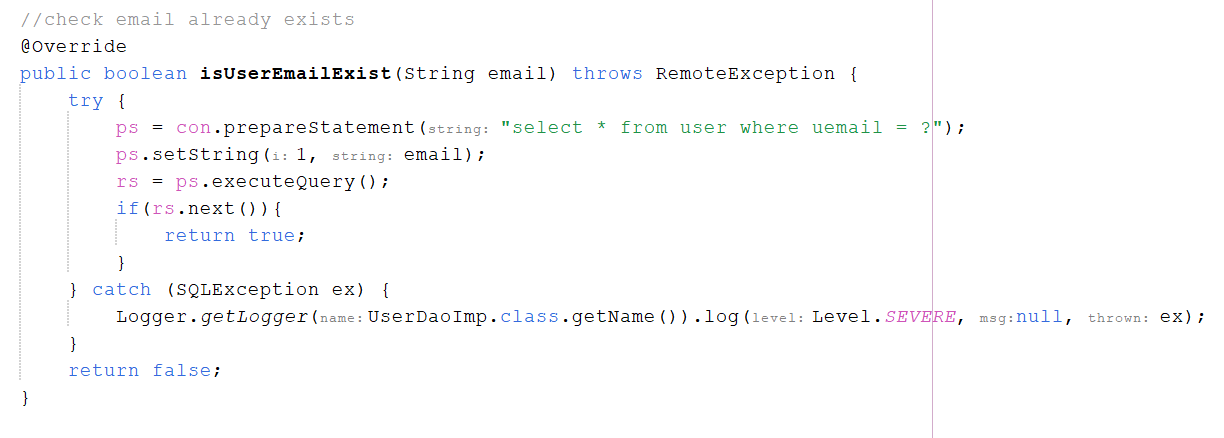 //check email already exists
@Override
public boolean isUserEmailExist(String email) throws RemoteException {
try {
ps = con.prepareStatement(string: "select * from user where uemail = ?");
ps.setString(i: 1, string: email);
rs = ps.executeQuery();
if(rs.next()){
return true;
}
} catch (SQLException ex) {
Logger.getLogger(name: UserDaoImp.class.getName()).log(level: Level.SEVERE, msg:null, thrown: ex);
}
return false;
}